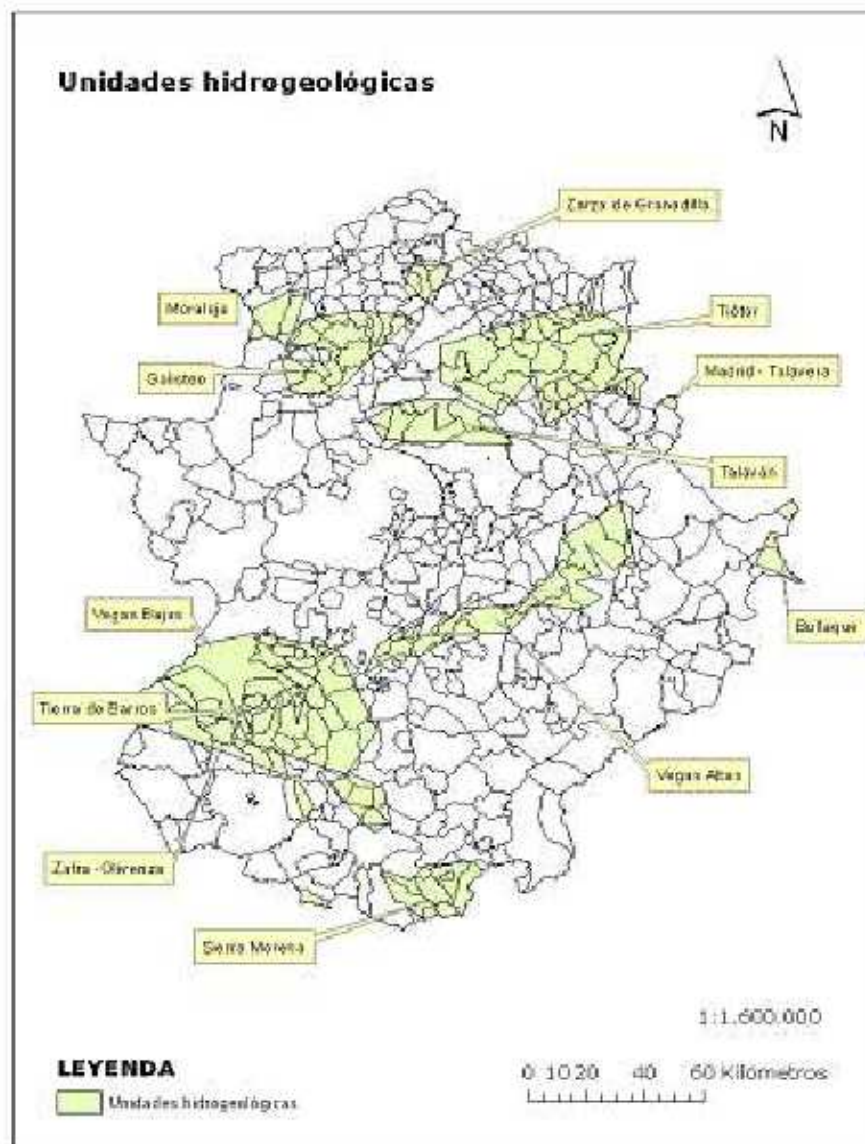 Unidades hidrogeológicas
N
Zarza de Granadilla
Moraleja
Tiétar
Galisteo
Madrid - Talavera
Talaván
Vegas Bajas
Bullaque
Tierra de Barros
Vegas Altas
Zafra - Olivenza
Sierra Morena
1:1.600.000
LEYENDA
0 10 20 40 60 Kilómetros
Unidades hidrogeológicas